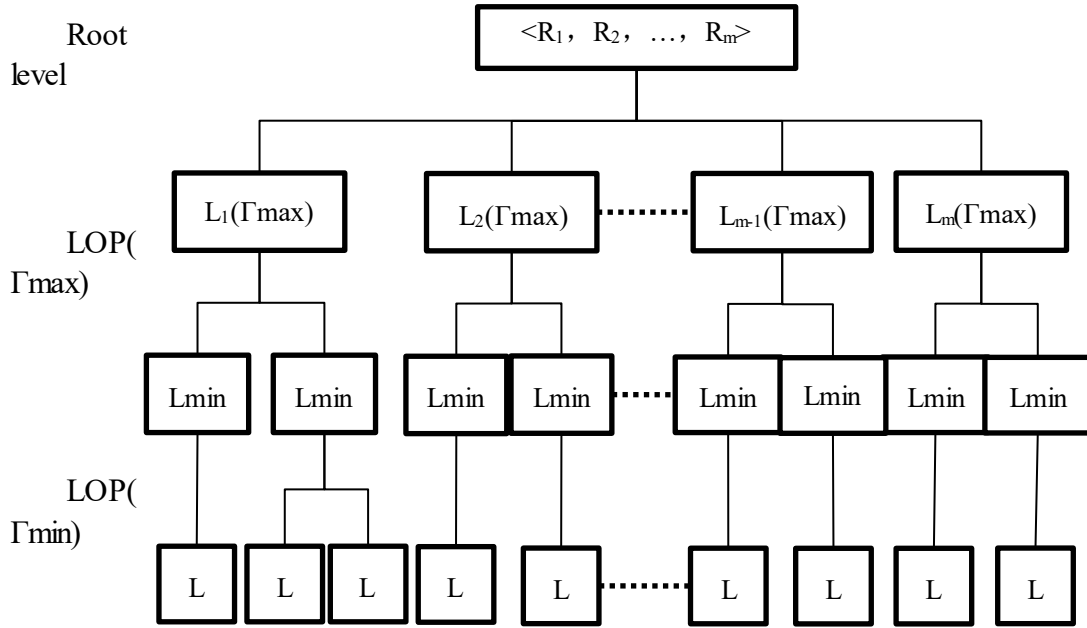 Root
level
<R₁， R₂， …， Rₘ>
L₁(Γmax) L₂(Γmax) Lₘ₋₁(Γmax) Lₘ(Γmax)
LOP(
Γmax)
Lmin Lmin Lmin Lmin Lmin Lmin Lmin Lmin
LOP(
Γmin)
L L L L L L L L L